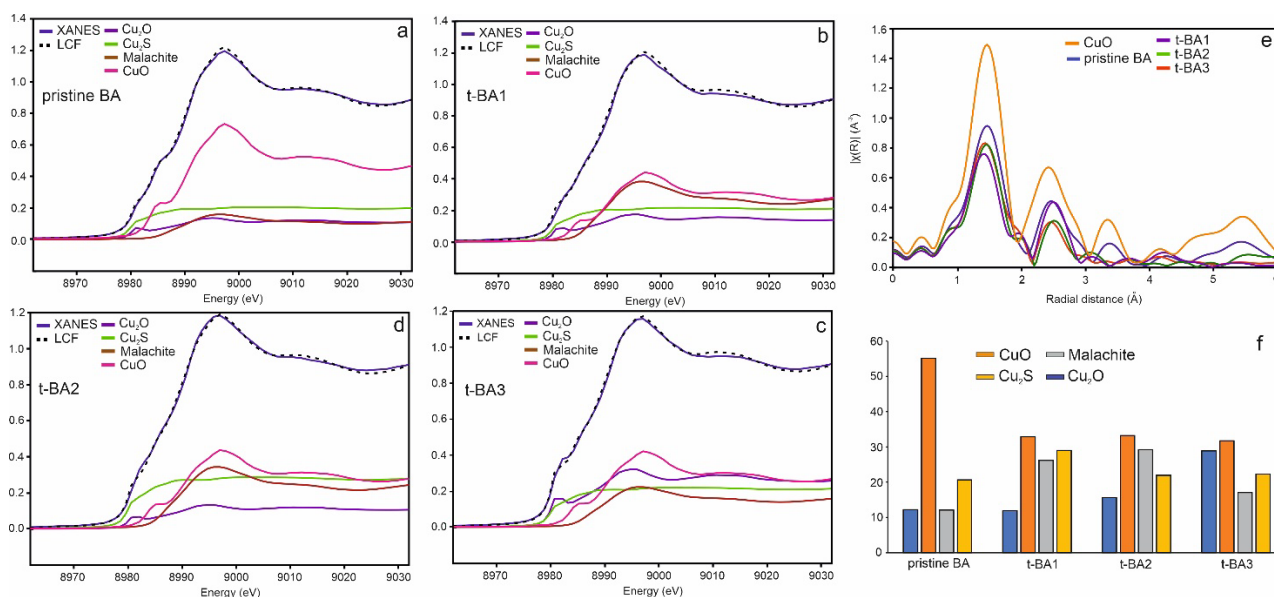 a
XANES
LCF
Cu₂O
Cu₂S
Malachite
CuO
pristine BA
1.4
1.2
1.0
0.8
0.6
0.4
0.2
0.0
8970 8980 8990 9000 9010 9020 9030
Energy (eV)
b
XANES
LCF
Cu₂O
Cu₂S
Malachite
CuO
t-BA1
1.2
1.0
0.8
0.6
0.4
0.2
0.0
8970 8980 8990 9000 9010 9020 9030
Energy (eV)
e
CuO
pristine BA
t-BA1
t-BA2
t-BA3
|χ(R)| (Å⁻³)
1.6
1.4
1.2
1.0
0.8
0.6
0.4
0.2
0.0
0 1 2 3 4 5
Radial distance (Å)
d
XANES
LCF
Cu₂O
Cu₂S
Malachite
CuO
t-BA2
1.2
1.0
0.8
0.6
0.4
0.2
0.0
8970 8980 8990 9000 9010 9020 9030
Energy (eV)
c
XANES
LCF
Cu₂O
Cu₂S
Malachite
CuO
t-BA3
1.2
1.0
0.8
0.6
0.4
0.2
0.0
8970 8980 8990 9000 9010 9020 9030
Energy (eV)
f
CuO Malachite
Cu₂S Cu₂O
60
50
40
30
20
10
0
pristine BA t-BA1 t-BA2 t-BA3